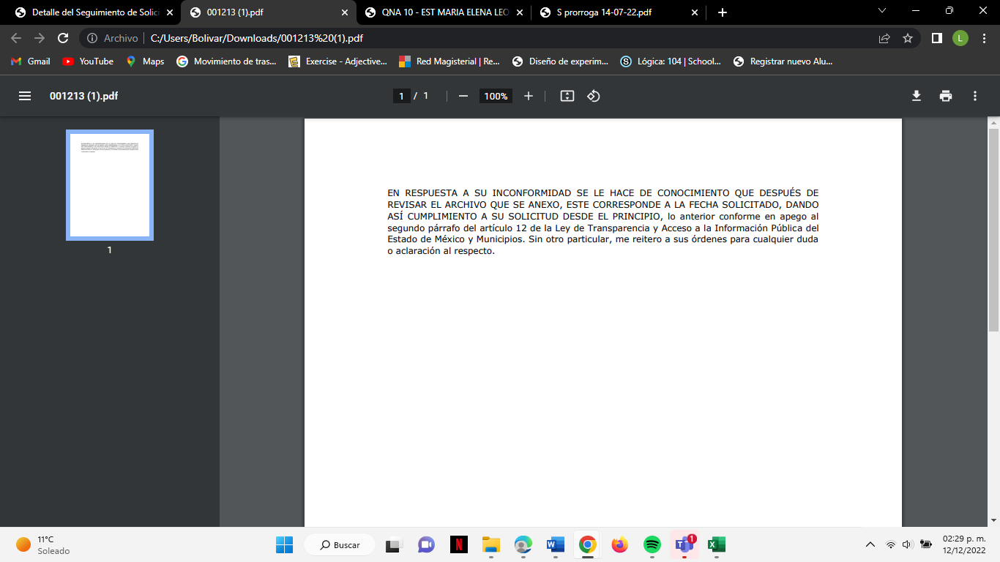 Detalle del Seguimiento de Solici
001213 (1).pdf
QNA 10 - EST MARIA ELENA LEO
S prorroga 14-07-22.pdf
Archivo
C:/Users/Bolivar/Downloads/001213%20(1).pdf
L
Gmail
YouTube
Maps
Movimiento de tras...
Exercise - Adjective...
Red Magisterial | Re...
Diseño de experim...
Lógica: 104 | School...
Registrar nuevo Alu...
001213 (1).pdf
1 / 1
100%
1
EN RESPUESTA A SU INCONFORMIDAD SE LE HACE DE CONOCIMIENTO QUE DESPUÉS DE
REVISAR EL ARCHIVO QUE SE ANEXO, ESTE CORRESPONDE A LA FECHA SOLICITADO, DANDO
ASÍ CUMPLIMIENTO A SU SOLICITUD DESDE EL PRINCIPIO, lo anterior conforme en apego al
segundo párrafo del artículo 12 de la Ley de Transparencia y Acceso a la Información Pública del
Estado de México y Municipios. Sin otro particular, me reitero a sus órdenes para cualquier duda
o aclaración al respecto.
11°C
Soleado
Buscar
1
02:29 p. m.
12/12/2022